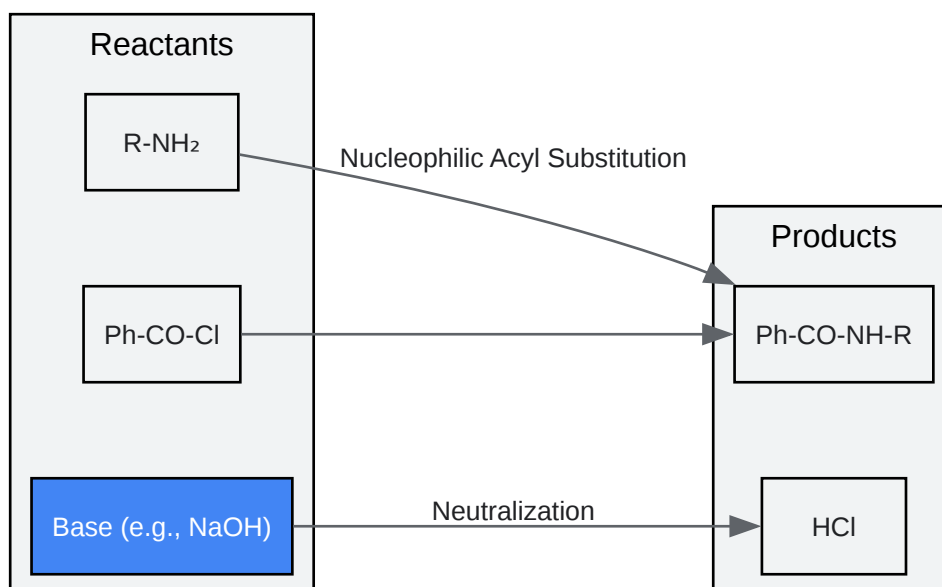 Reactants
R-NH₂
Nucleophilic Acyl Substitution
Products
Ph-CO-Cl
Ph-CO-NH-R
Base (e.g., NaOH)
Neutralization
HCl